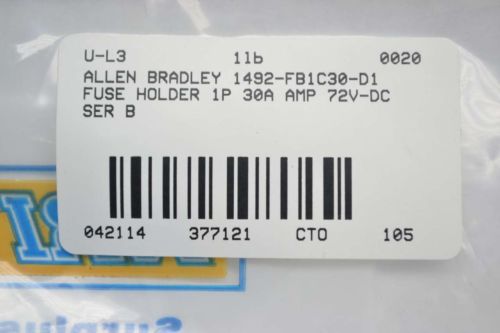 U-L3 1lb 0020
ALLEN BRADLEY 1492-FB1C30-D1
FUSE HOLDER 1P 30A AMP 72V-DC
SER B
042114 377121 CTO 105
Surplus